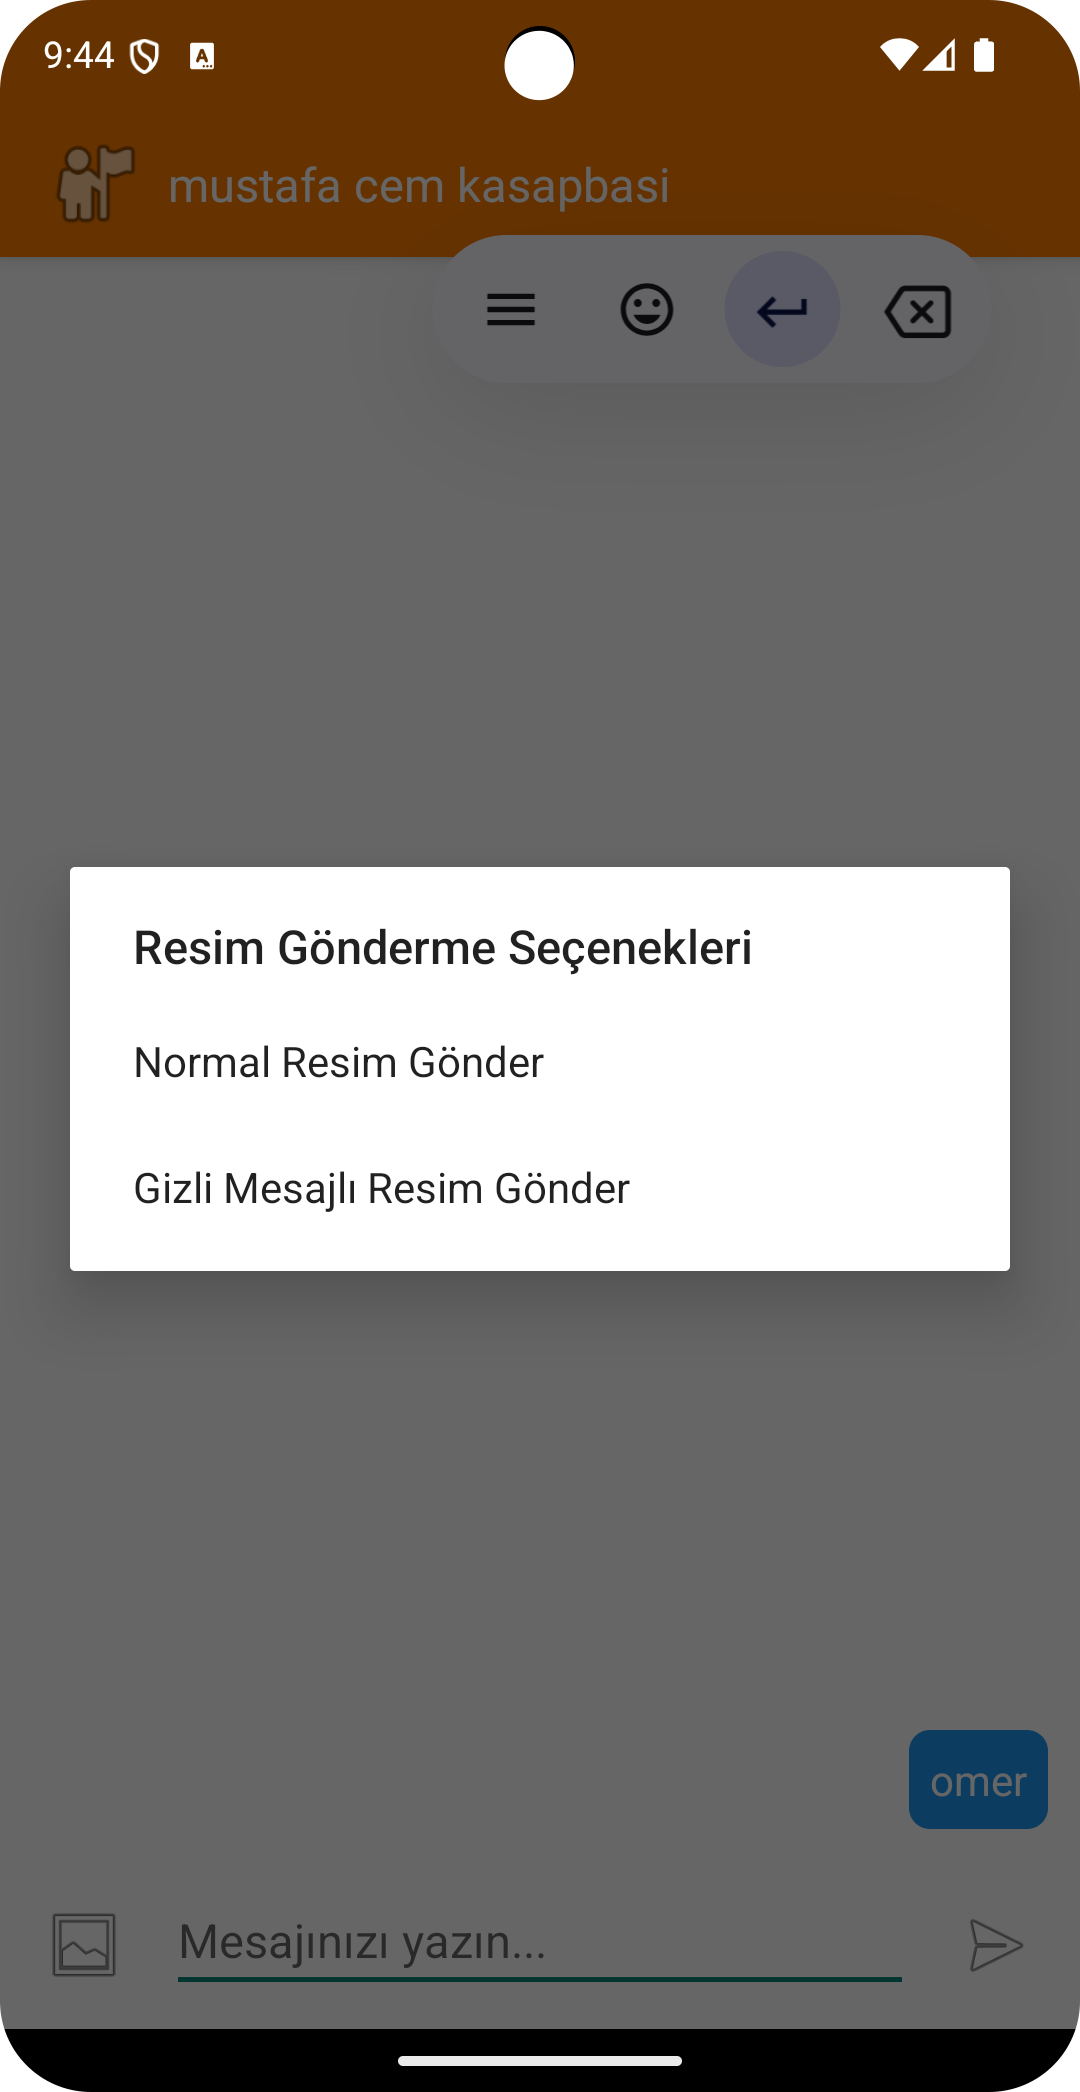 9:44
mustafa cem kasapbasi
Resim Gönderme Seçenekleri
Normal Resim Gönder
Gizli Mesajlı Resim Gönder
omer
Mesajınızı yazın...